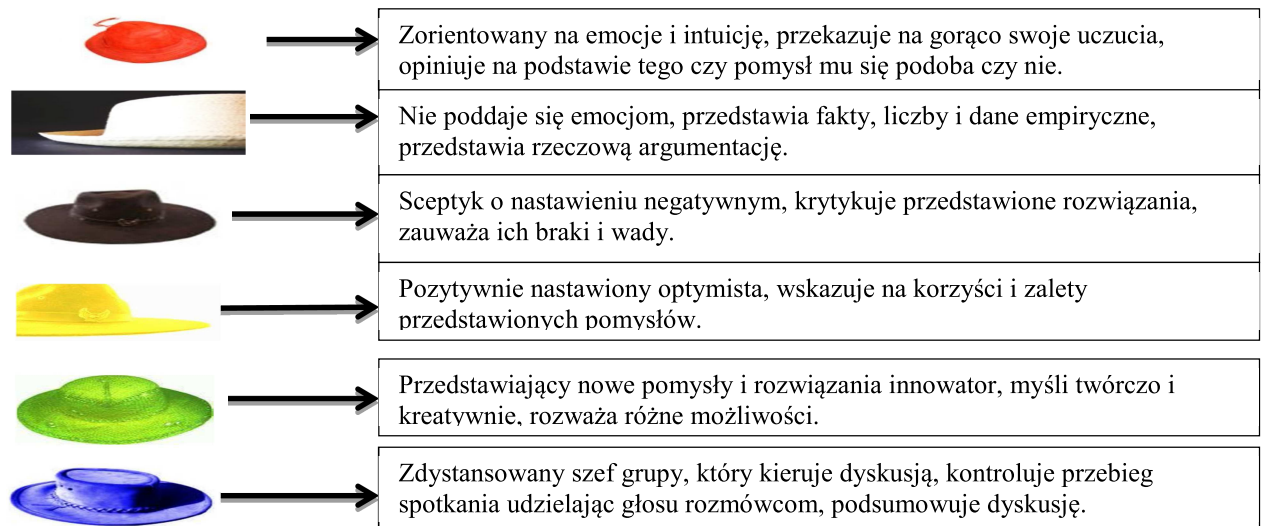 Zorientowany na emocje i intuicję, przekazuje na gorąco swoje uczucia,
opiniuje na podstawie tego czy pomysł mu się podoba czy nie.
Nie poddaje się emocjom, przedstawia fakty, liczby i dane empiryczne,
przedstawia rzeczową argumentację.
Sceptyk o nastawieniu negatywnym, krytykuje przedstawione rozwiązania,
zauważa ich braki i wady.
Pozytywnie nastawiony optymista, wskazuje na korzyści i zalety
przedstawionych pomysłów.
Przedstawiający nowe pomysły i rozwiązania innowator, myśli twórczo i
kreatywnie, rozważa różne możliwości.
Zdystansowany szef grupy, który kieruje dyskusją, kontroluje przebieg
spotkania udzielając głosu rozmówcom, podsumowuje dyskusję.